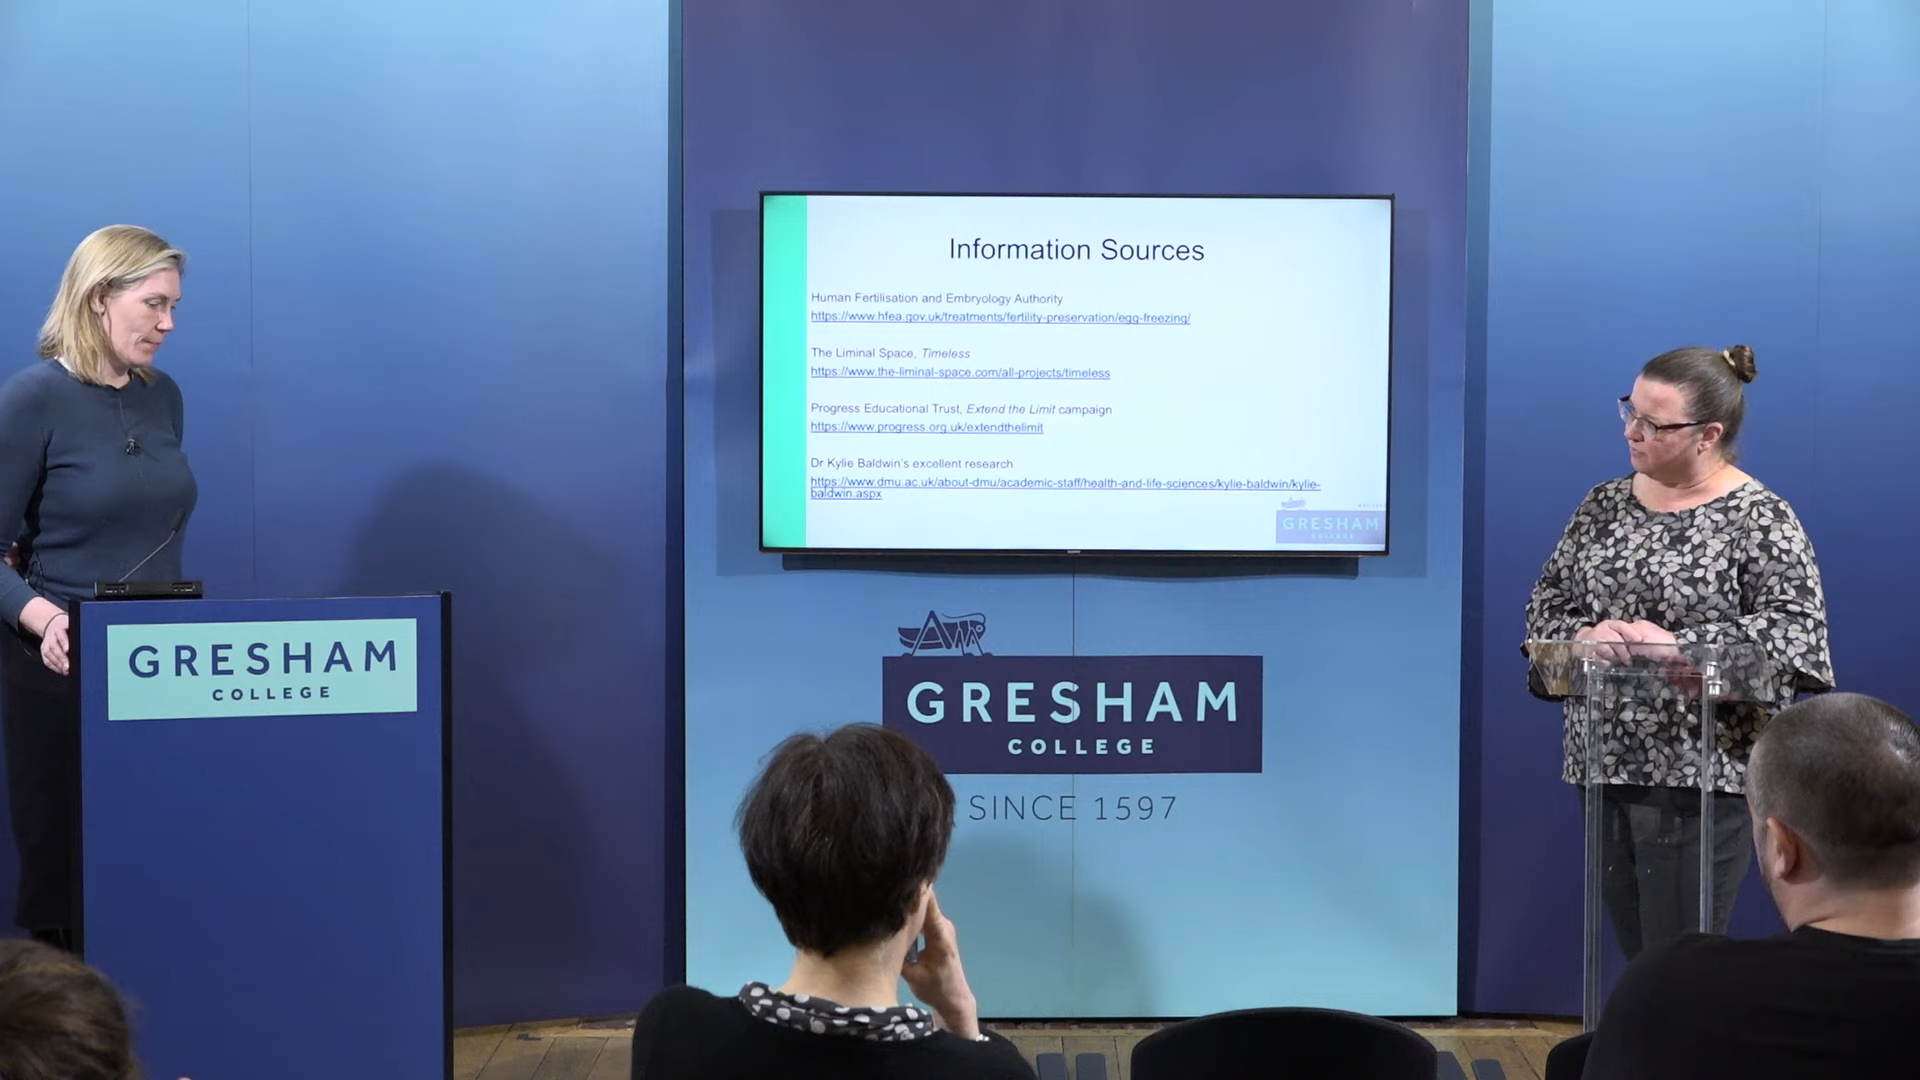 Information Sources
Human Fertilisation and Embryology Authority
https://www.hfea.gov.uk/treatments/fertility-preservation/egg-freezing/
The Liminal Space, Timeless
https://www.the-liminal-space.com/all-projects/timeless
Progress Educational Trust, Extend the Limit campaign
https://www.progress.org.uk/extendthelimit
Dr Kylie Baldwin's excellent research
https://www.dmu.ac.uk/about-dmu/academic-staff/health-and-life-sciences/kylie-baldwin/kylie-
baldwin.aspx
GRESHAM
COLLEGE
GRESHAM
COLLEGE
GRESHAM
COLLEGE
SINCE 1597